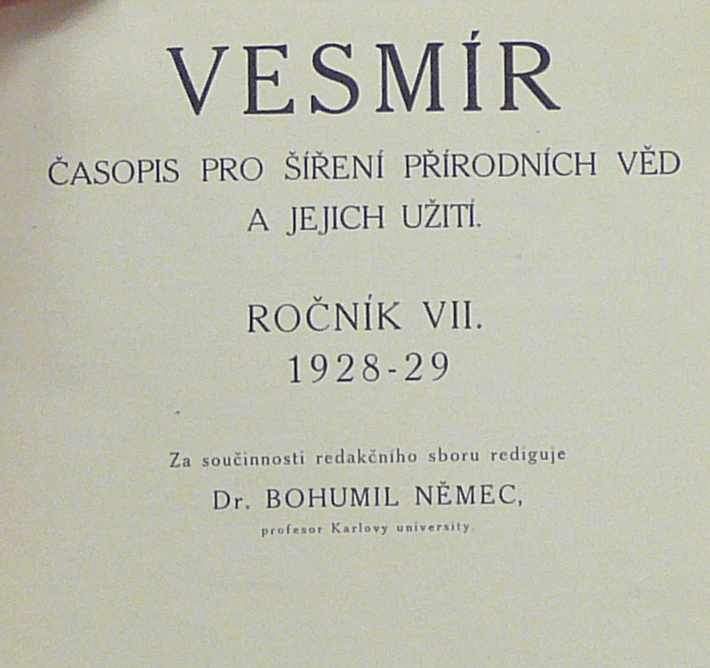 VESMÍR
ČASOPIS PRO ŠÍŘENÍ PŘÍRODNÍCH VĚD
A JEJICH UŽITÍ.
ROČNÍK VII.
1928-29
Za součinnosti redakčního sboru rediguje
Dr. BOHUMIL NĚMEC,
profesor Karlovy university.